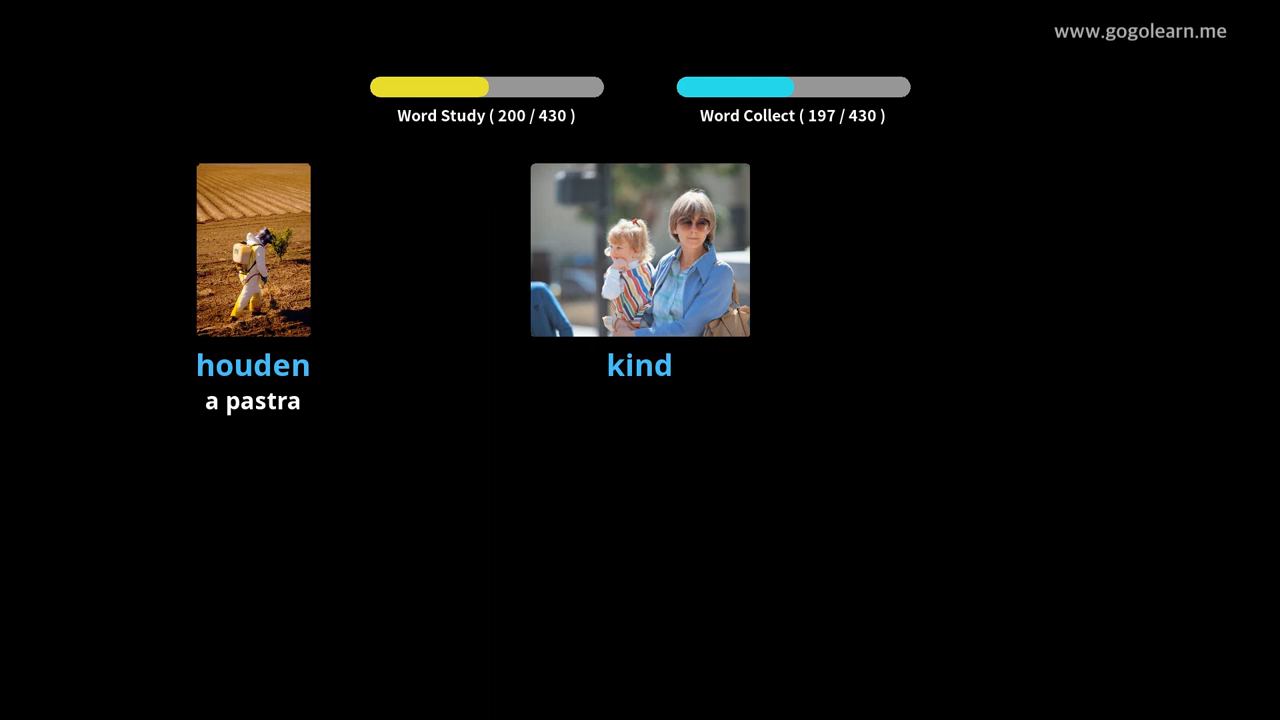 www.gogolearn.me
Word Study ( 200 / 430 )
Word Collect ( 197 / 430 )
houden
kind
a pastra